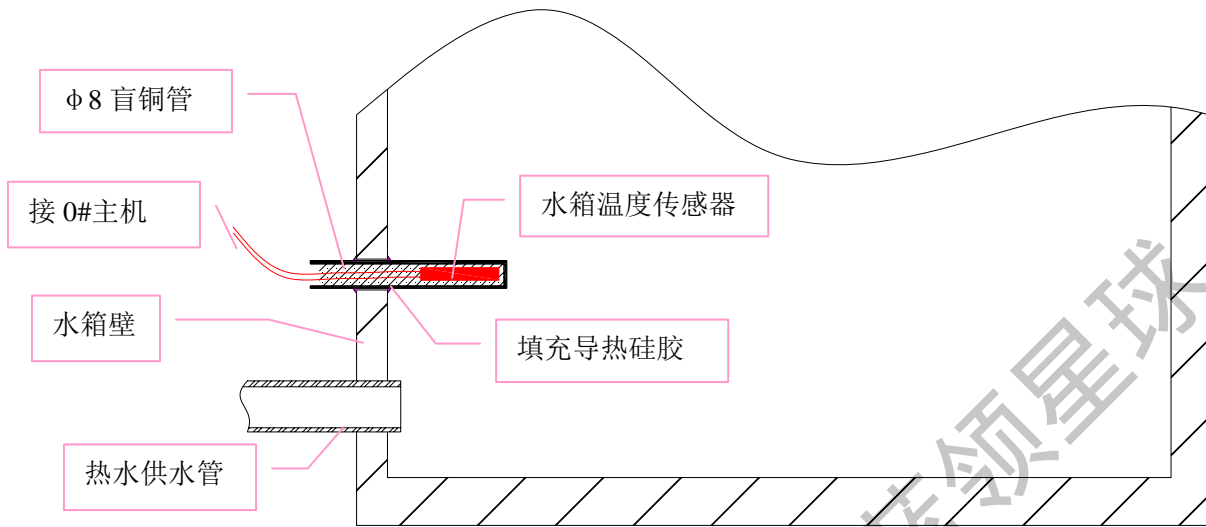 φ8 盲铜管
接 0#主机
水箱温度传感器
水箱壁
填充导热硅胶
热水供水管
领星球